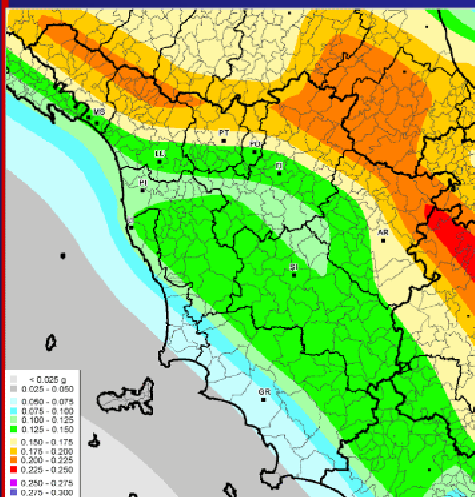 MS
PT
PO
LU
FI
PI
AR
SI
GR
< 0.025 g
0.025 - 0.050
0.050 - 0.075
0.075 - 0.100
0.100 - 0.125
0.125 - 0.150
0.150 - 0.175
0.175 - 0.200
0.200 - 0.225
0.225 - 0.250
0.250 - 0.275
0.275 - 0.300